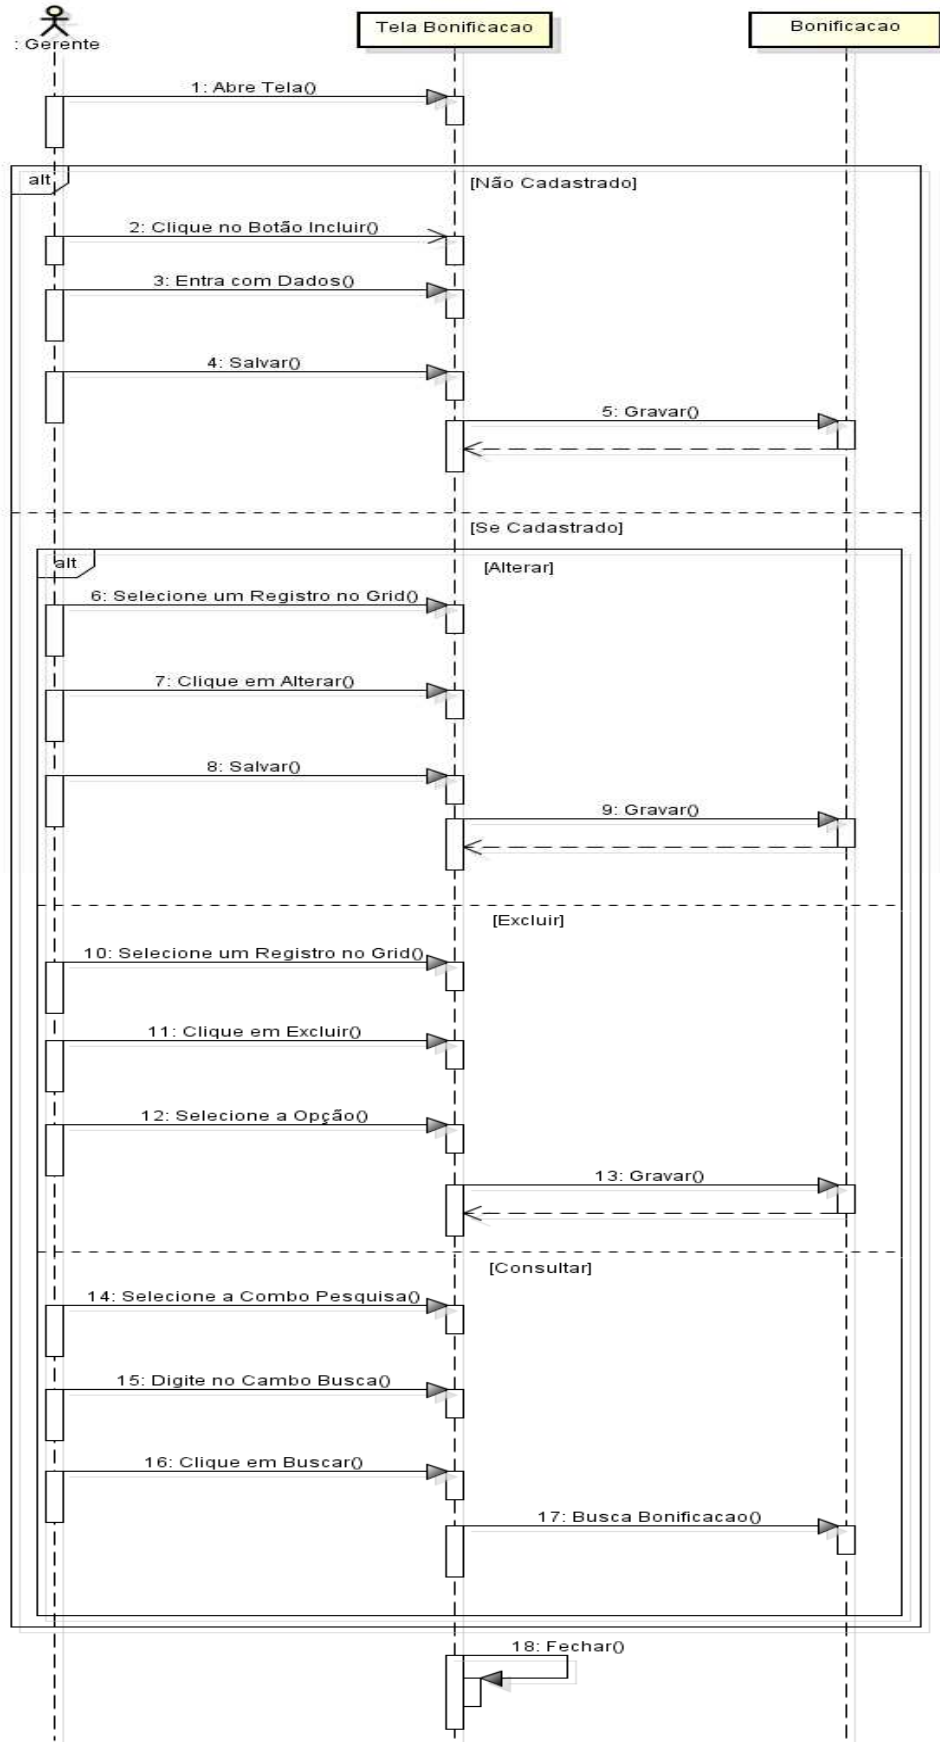 : Gerente
Tela Bonificacao
Bonificacao
1: Abre Tela()
alt
[Não Cadastrado]
2: Clique no Botão Incluir()
3: Entra com Dados()
4: Salvar()
5: Gravar()
[Se Cadastrado]
alt
[Alterar]
6: Selecione um Registro no Grid()
7: Clique em Alterar()
8: Salvar()
9: Gravar()
[Excluir]
10: Selecione um Registro no Grid()
11: Clique em Excluir()
12: Selecione a Opção()
13: Gravar()
[Consultar]
14: Selecione a Combo Pesquisa()
15: Digite no Cambo Busca()
16: Clique em Buscar()
17: Busca Bonificacao()
18: Fechar()